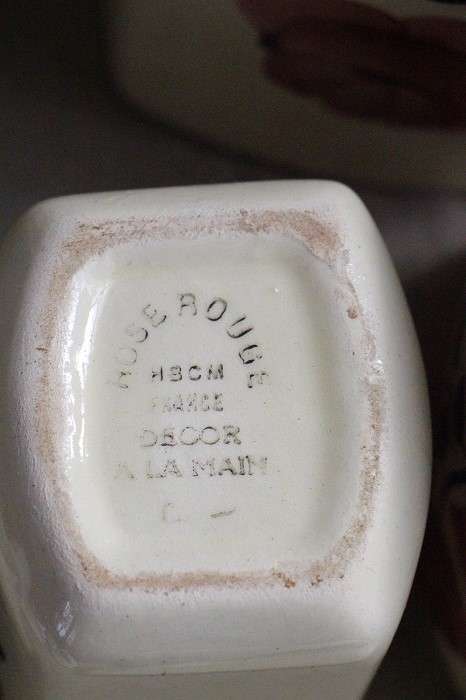 ROSE ROUGE
HBCM
FRANCE
DECOR
A LA MAIN